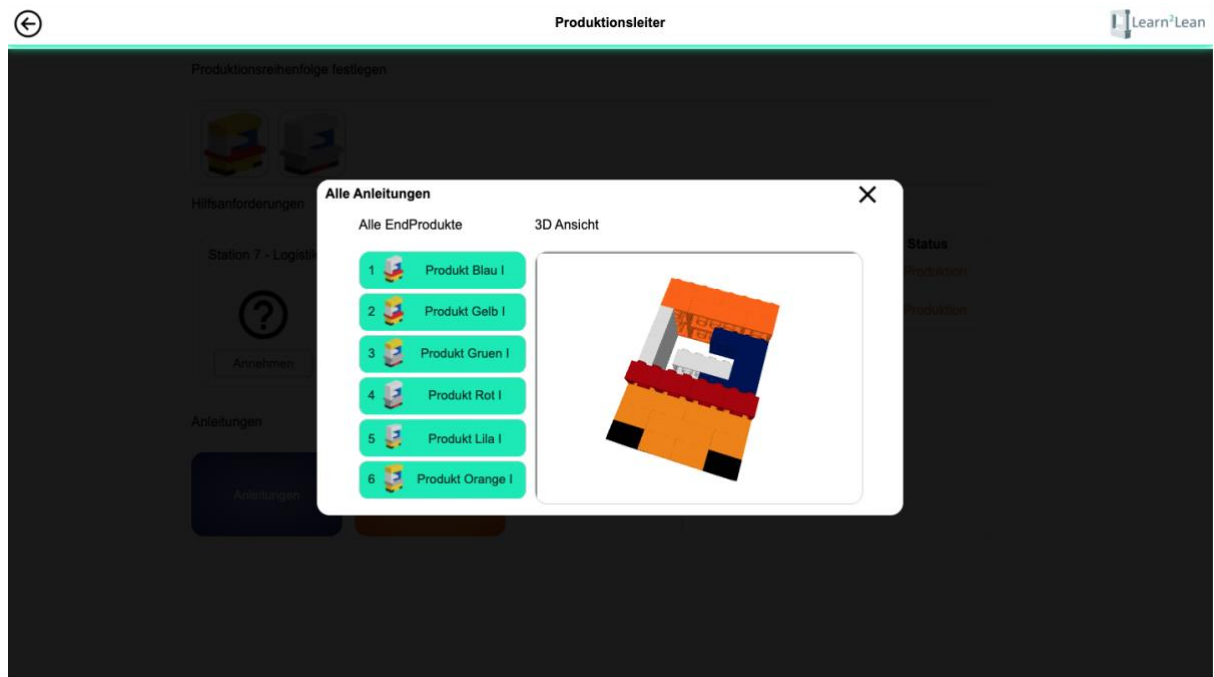 Produktionsleiter
Learn²Lean
Produktionsreihenfolge festlegen
Hilfsanforderungen
Station 7 - Logistik
Annehmen
Status
Produktion
Produktion
Anleitungen
Anleitungen
Alle Anleitungen
Alle EndProdukte
3D Ansicht
1 Produkt Blau I
2 Produkt Gelb I
3 Produkt Gruen I
4 Produkt Rot I
5 Produkt Lila I
6 Produkt Orange I